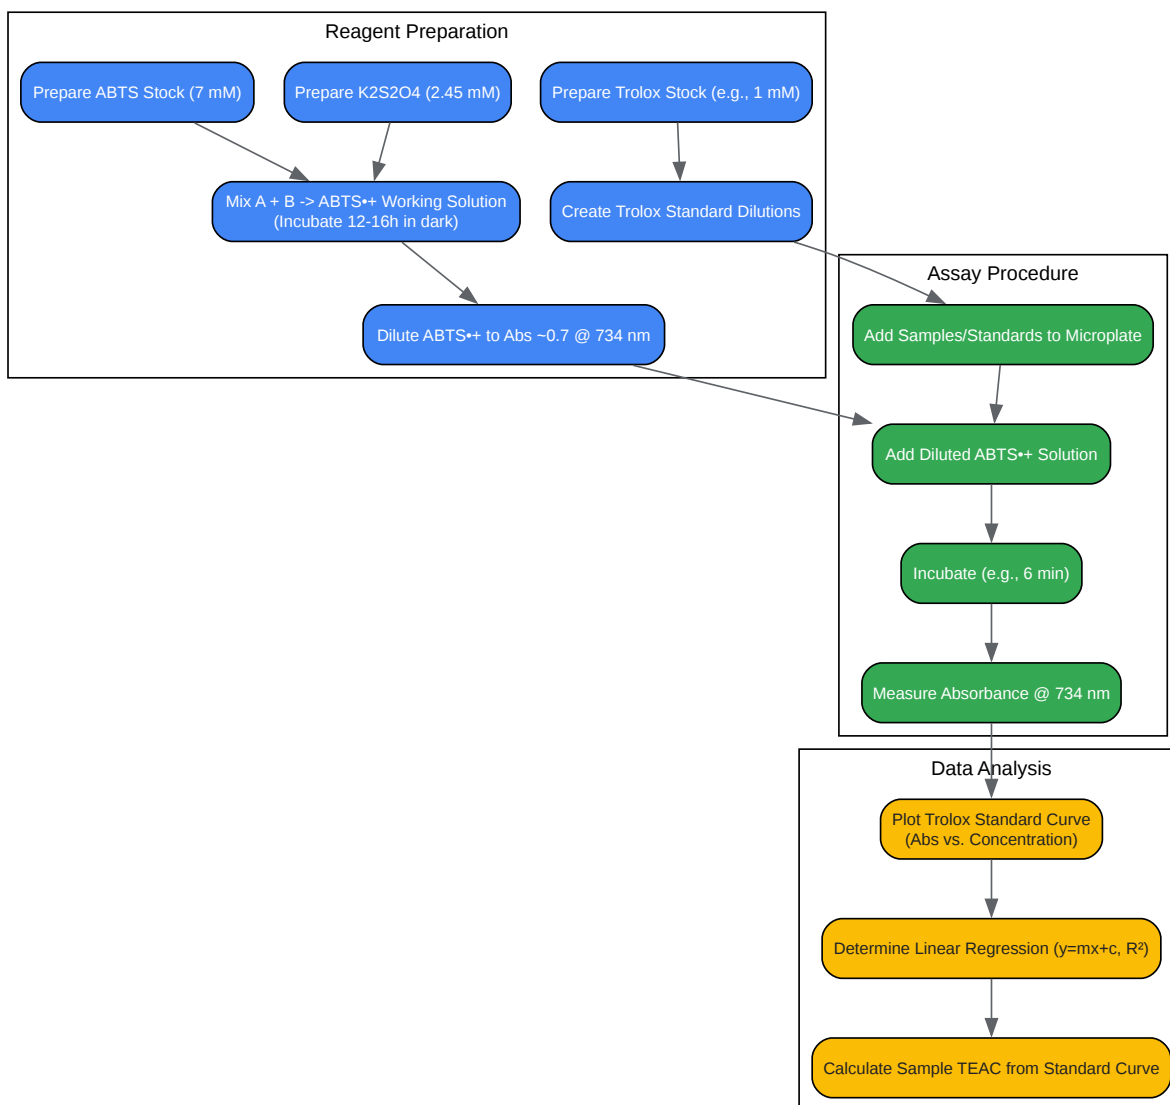 Reagent Preparation
Prepare ABTS Stock (7 mM)
Prepare K2S2O4 (2.45 mM)
Prepare Trolox Stock (e.g., 1 mM)
Mix A + B -> ABTS•+ Working Solution
(Incubate 12-16h in dark)
Create Trolox Standard Dilutions
Dilute ABTS•+ to Abs ~0.7 @ 734 nm
Assay Procedure
Add Samples/Standards to Microplate
Add Diluted ABTS•+ Solution
Incubate (e.g., 6 min)
Measure Absorbance @ 734 nm
Data Analysis
Plot Trolox Standard Curve
(Abs vs. Concentration)
Determine Linear Regression (y=mx+c, R²)
Calculate Sample TEAC from Standard Curve